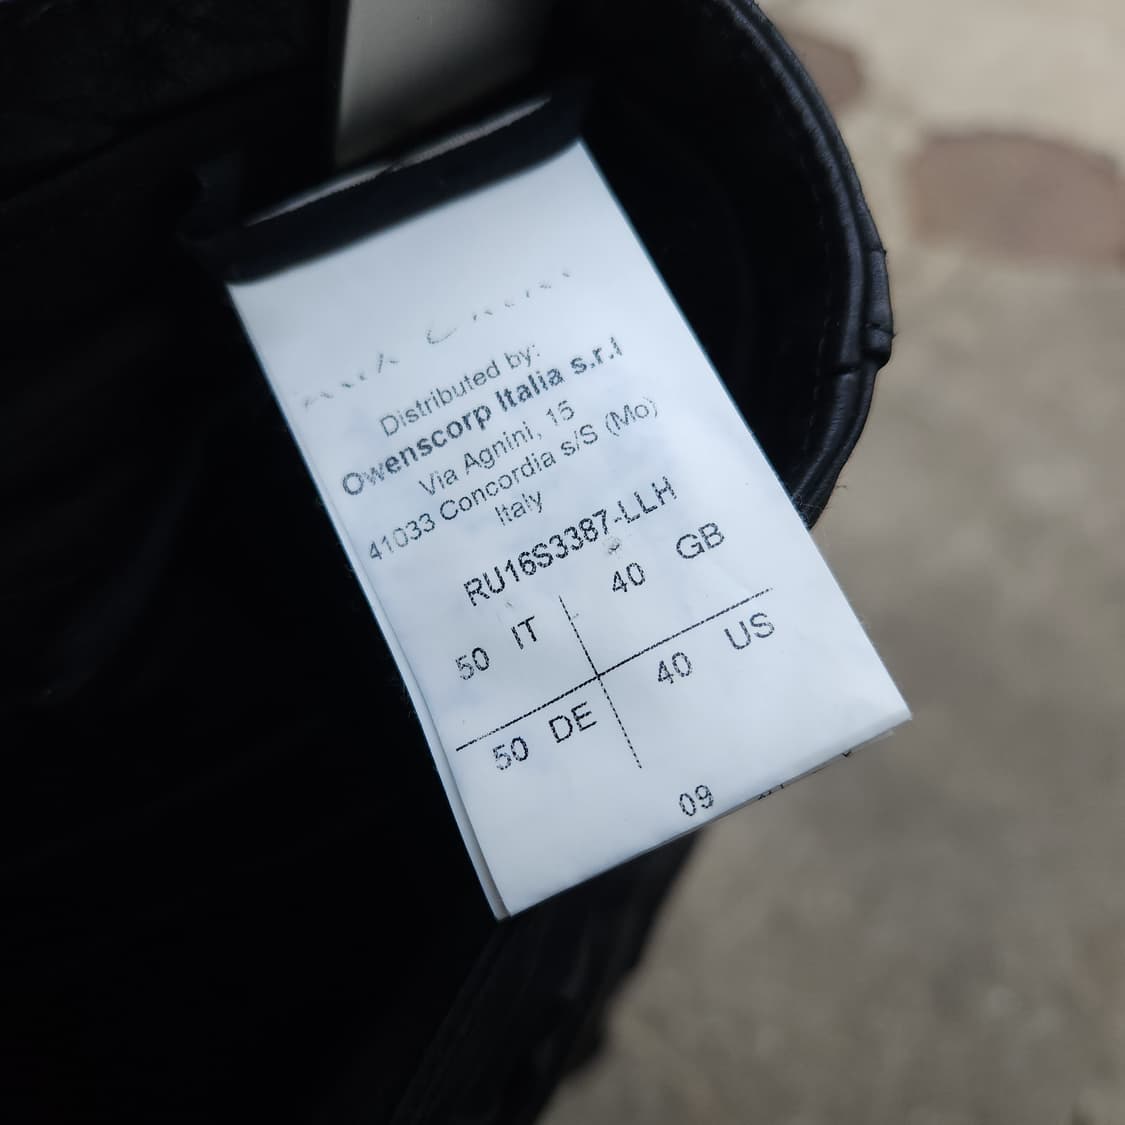 Distributed by:
Owenscorp Italia s.r.l
Via Agnini, 15
41033 Concordia s/S (Mo)
Italy
RU16S3387-LLH
50 IT 40 GB
50 DE 40 US
09